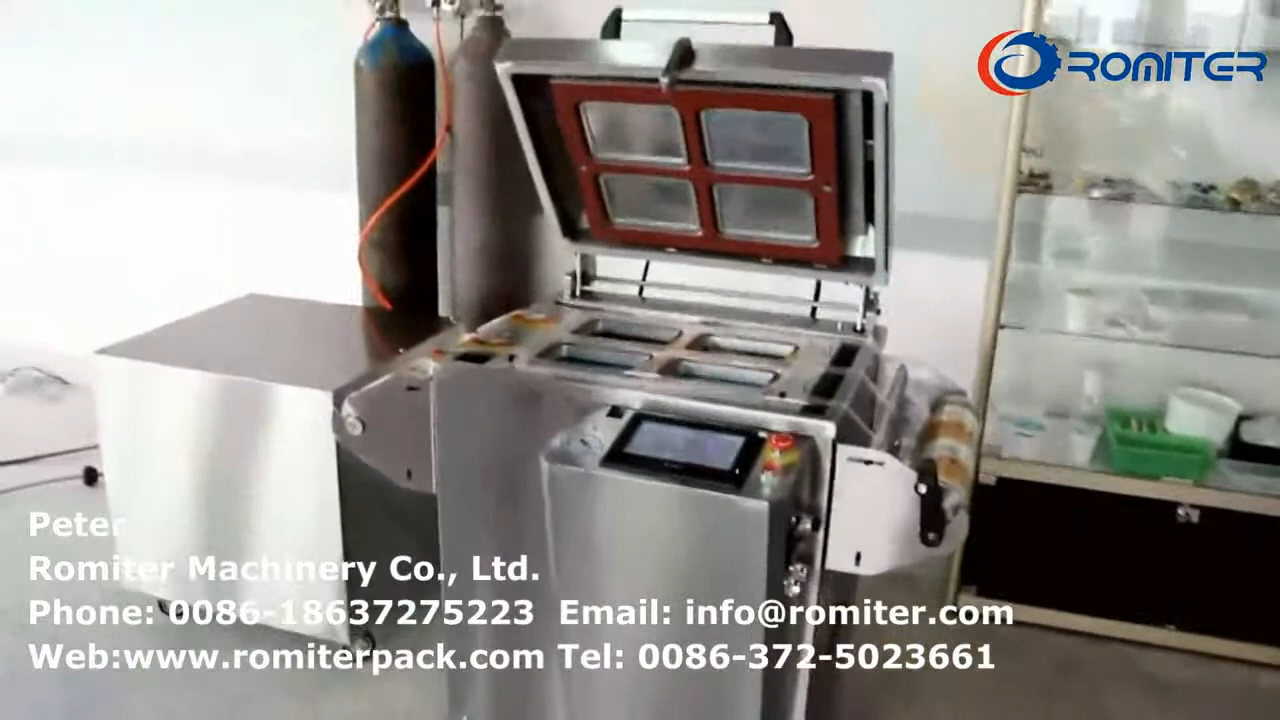 ROMITER
Peter
Romiter Machinery Co., Ltd.
Phone: 0086-18637275223 Email: info@romiter.com
Web:www.romiterpack.com Tel: 0086-372-5023661